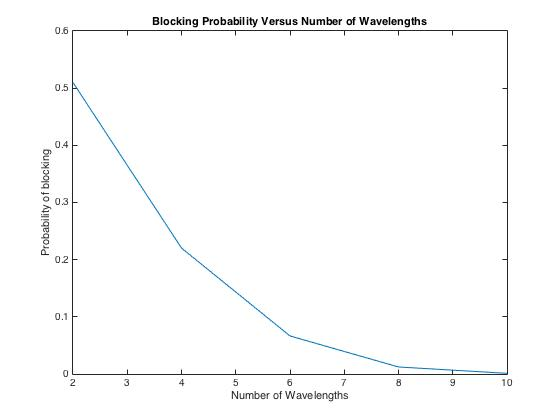 Blocking Probability Versus Number of Wavelengths
0.6
0.5
0.4
0.3
0.2
0.1
0
Probability of blocking
2 3 4 5 6 7 8 9 10
Number of Wavelengths